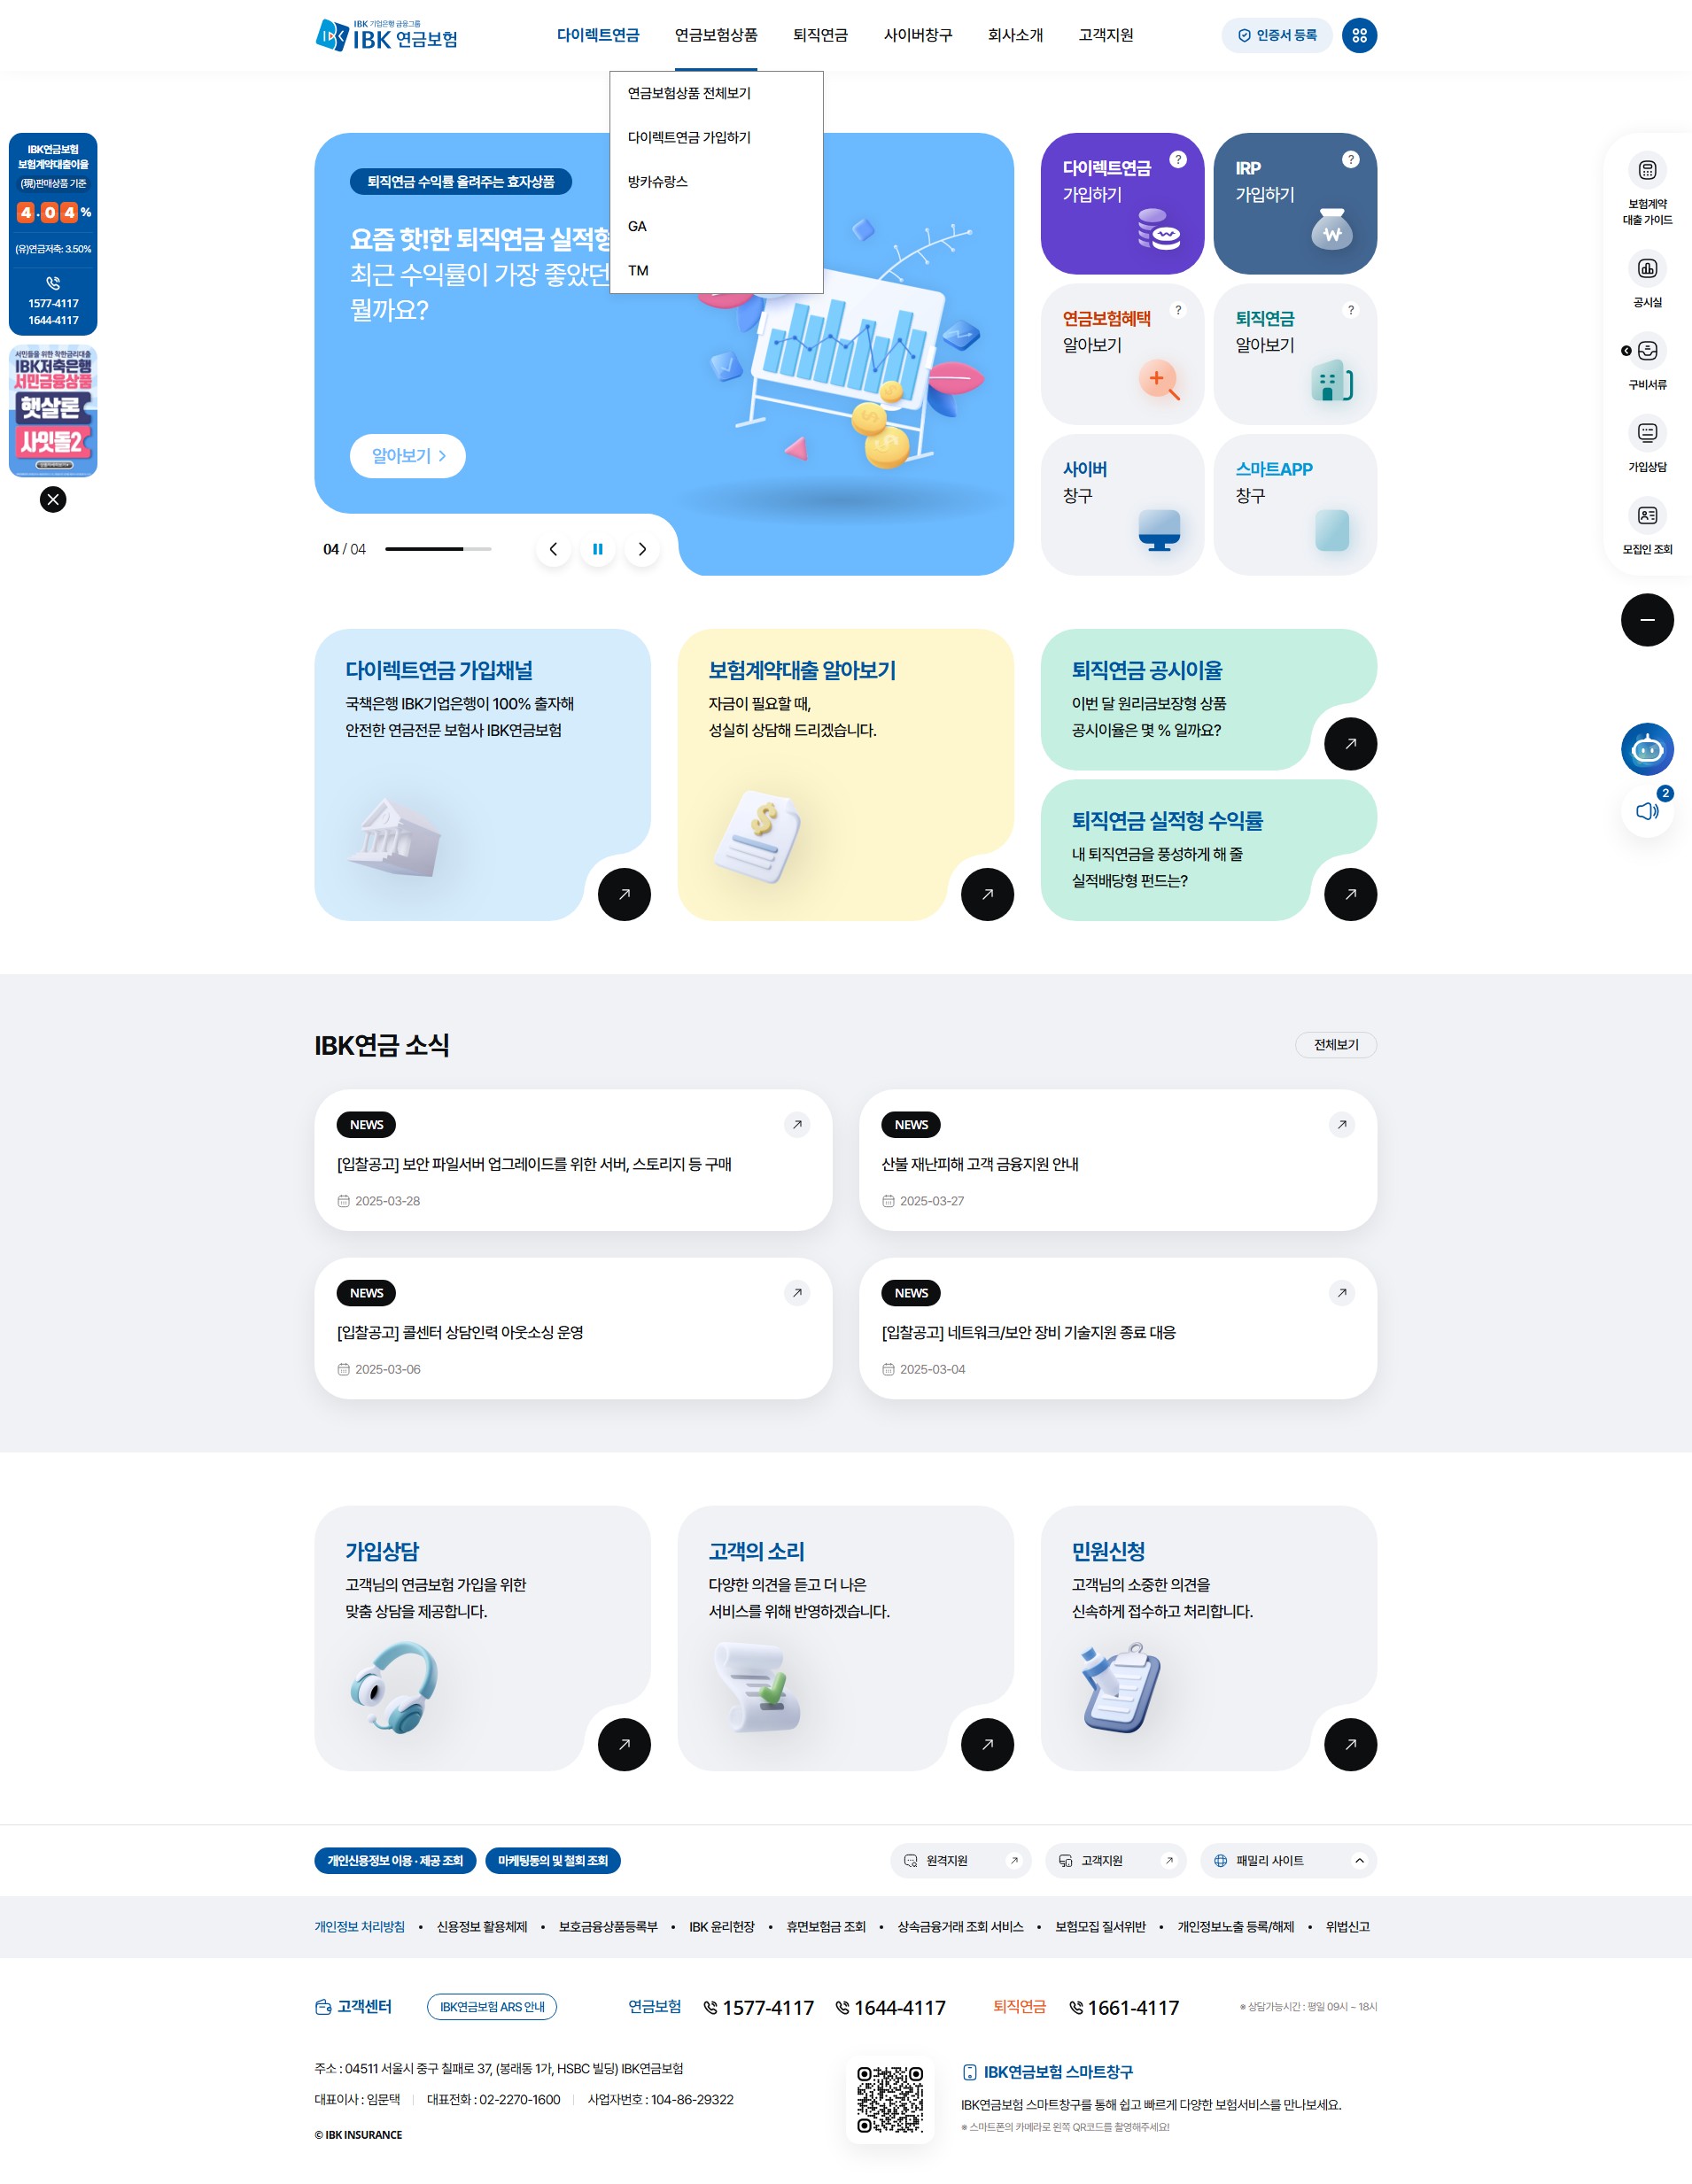 IBK 기업은행 금융그룹
IBK 연금보험
다이렉트연금
연금보험상품
퇴직연금
사이버창구
회사소개
고객지원
인증서 등록
연금보험상품 전체보기
다이렉트연금 가입하기
방카슈랑스
GA
TM
IBK연금보험
보험계약대출이율
(現)판매상품 기준
4.04%
(유)연금저축: 3.50%
1577-4117
1644-4117
서민들을 위한 착한금리대출
IBK저축은행
서민금융상품
햇살론
사잇돌2
퇴직연금 수익률 올려주는 효자상품
요즘 핫!한 퇴직연금 실적형
최근 수익률이 가장 좋았던
뭘까요?
알아보기
04 / 04
다이렉트연금
가입하기
?
IRP
가입하기
?
연금보험혜택
알아보기
?
퇴직연금
알아보기
?
사이버
창구
스마트APP
창구
보험계약
대출 가이드
공시실
구비서류
가입상담
모집인 조회
2
다이렉트연금 가입채널
국책은행 IBK기업은행이 100% 출자해
안전한 연금전문 보험사 IBK연금보험
보험계약대출 알아보기
자금이 필요할 때,
성실히 상담해 드리겠습니다.
퇴직연금 공시이율
이번 달 원리금보장형 상품
공시이율은 몇 % 일까요?
퇴직연금 실적형 수익률
내 퇴직연금을 풍성하게 해 줄
실적배당형 펀드는?
IBK연금 소식
전체보기
NEWS
[입찰공고] 보안 파일서버 업그레이드를 위한 서버, 스토리지 등 구매
2025-03-28
NEWS
산불 재난피해 고객 금융지원 안내
2025-03-27
NEWS
[입찰공고] 콜센터 상담인력 아웃소싱 운영
2025-03-06
NEWS
[입찰공고] 네트워크/보안 장비 기술지원 종료 대응
2025-03-04
가입상담
고객님의 연금보험 가입을 위한
맞춤 상담을 제공합니다.
고객의 소리
다양한 의견을 듣고 더 나은
서비스를 위해 반영하겠습니다.
민원신청
고객님의 소중한 의견을
신속하게 접수하고 처리합니다.
개인신용정보 이용 · 제공 조회
마케팅동의 및 철회 조회
원격지원
고객지원
패밀리 사이트
개인정보 처리방침 • 신용정보 활용체제 • 보호금융상품등록부 • IBK 윤리헌장 • 휴면보험금 조회 • 상속금융거래 조회 서비스 • 보험모집 질서위반 • 개인정보노출 등록/해제 • 위법신고
고객센터
IBK연금보험 ARS 안내
연금보험 1577-4117 1644-4117
퇴직연금 1661-4117
※ 상담가능시간 : 평일 09시 ~ 18시
주소 : 04511 서울시 중구 칠패로 37, (봉래동 1가, HSBC 빌딩) IBK연금보험
대표이사 : 임문택 | 대표전화 : 02-2270-1600 | 사업자번호 : 104-86-29322
© IBK INSURANCE
IBK연금보험 스마트창구
IBK연금보험 스마트창구를 통해 쉽고 빠르게 다양한 보험서비스를 만나보세요.
※ 스마트폰의 카메라로 왼쪽 QR코드를 촬영해주세요!